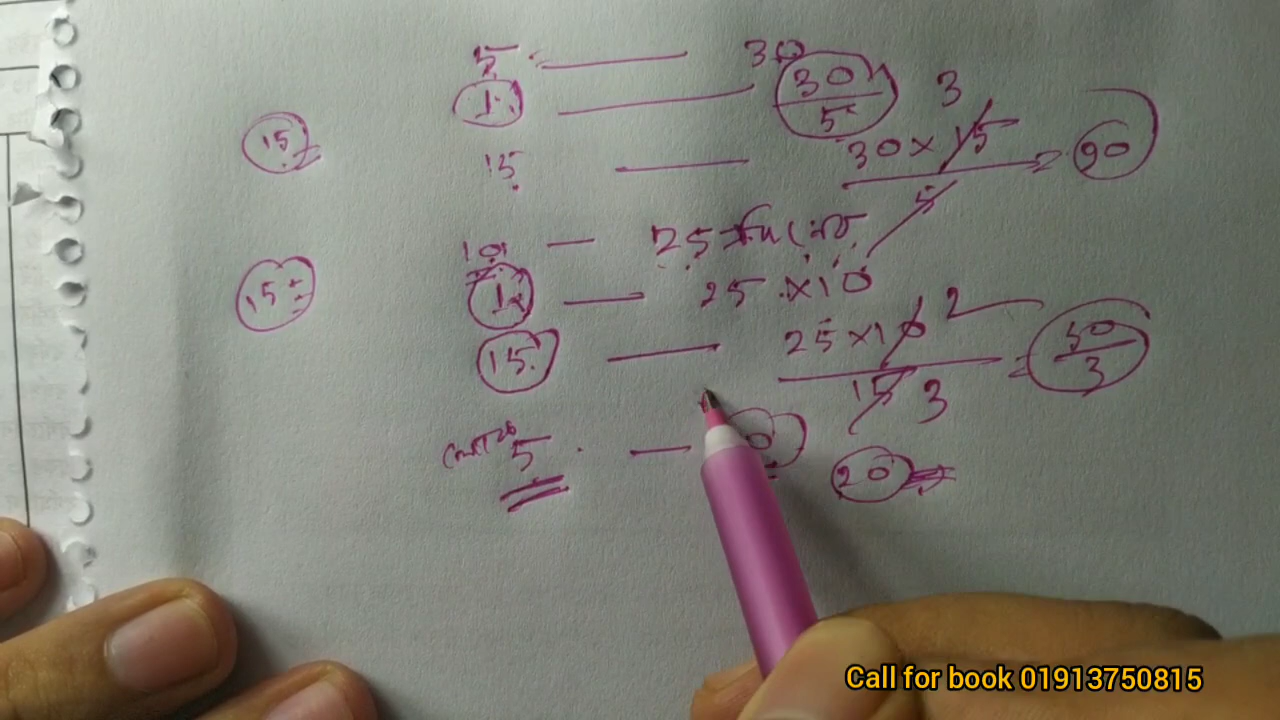 5 — 30
1 — 30/5
3
15
15 — 30 × 15 / 5 = 90
10 — 25
15
1 — 25 × 10
15 — 25 × 10 / 15 = 50/3
2
3
5 — 0
20
Call for book 01913750815